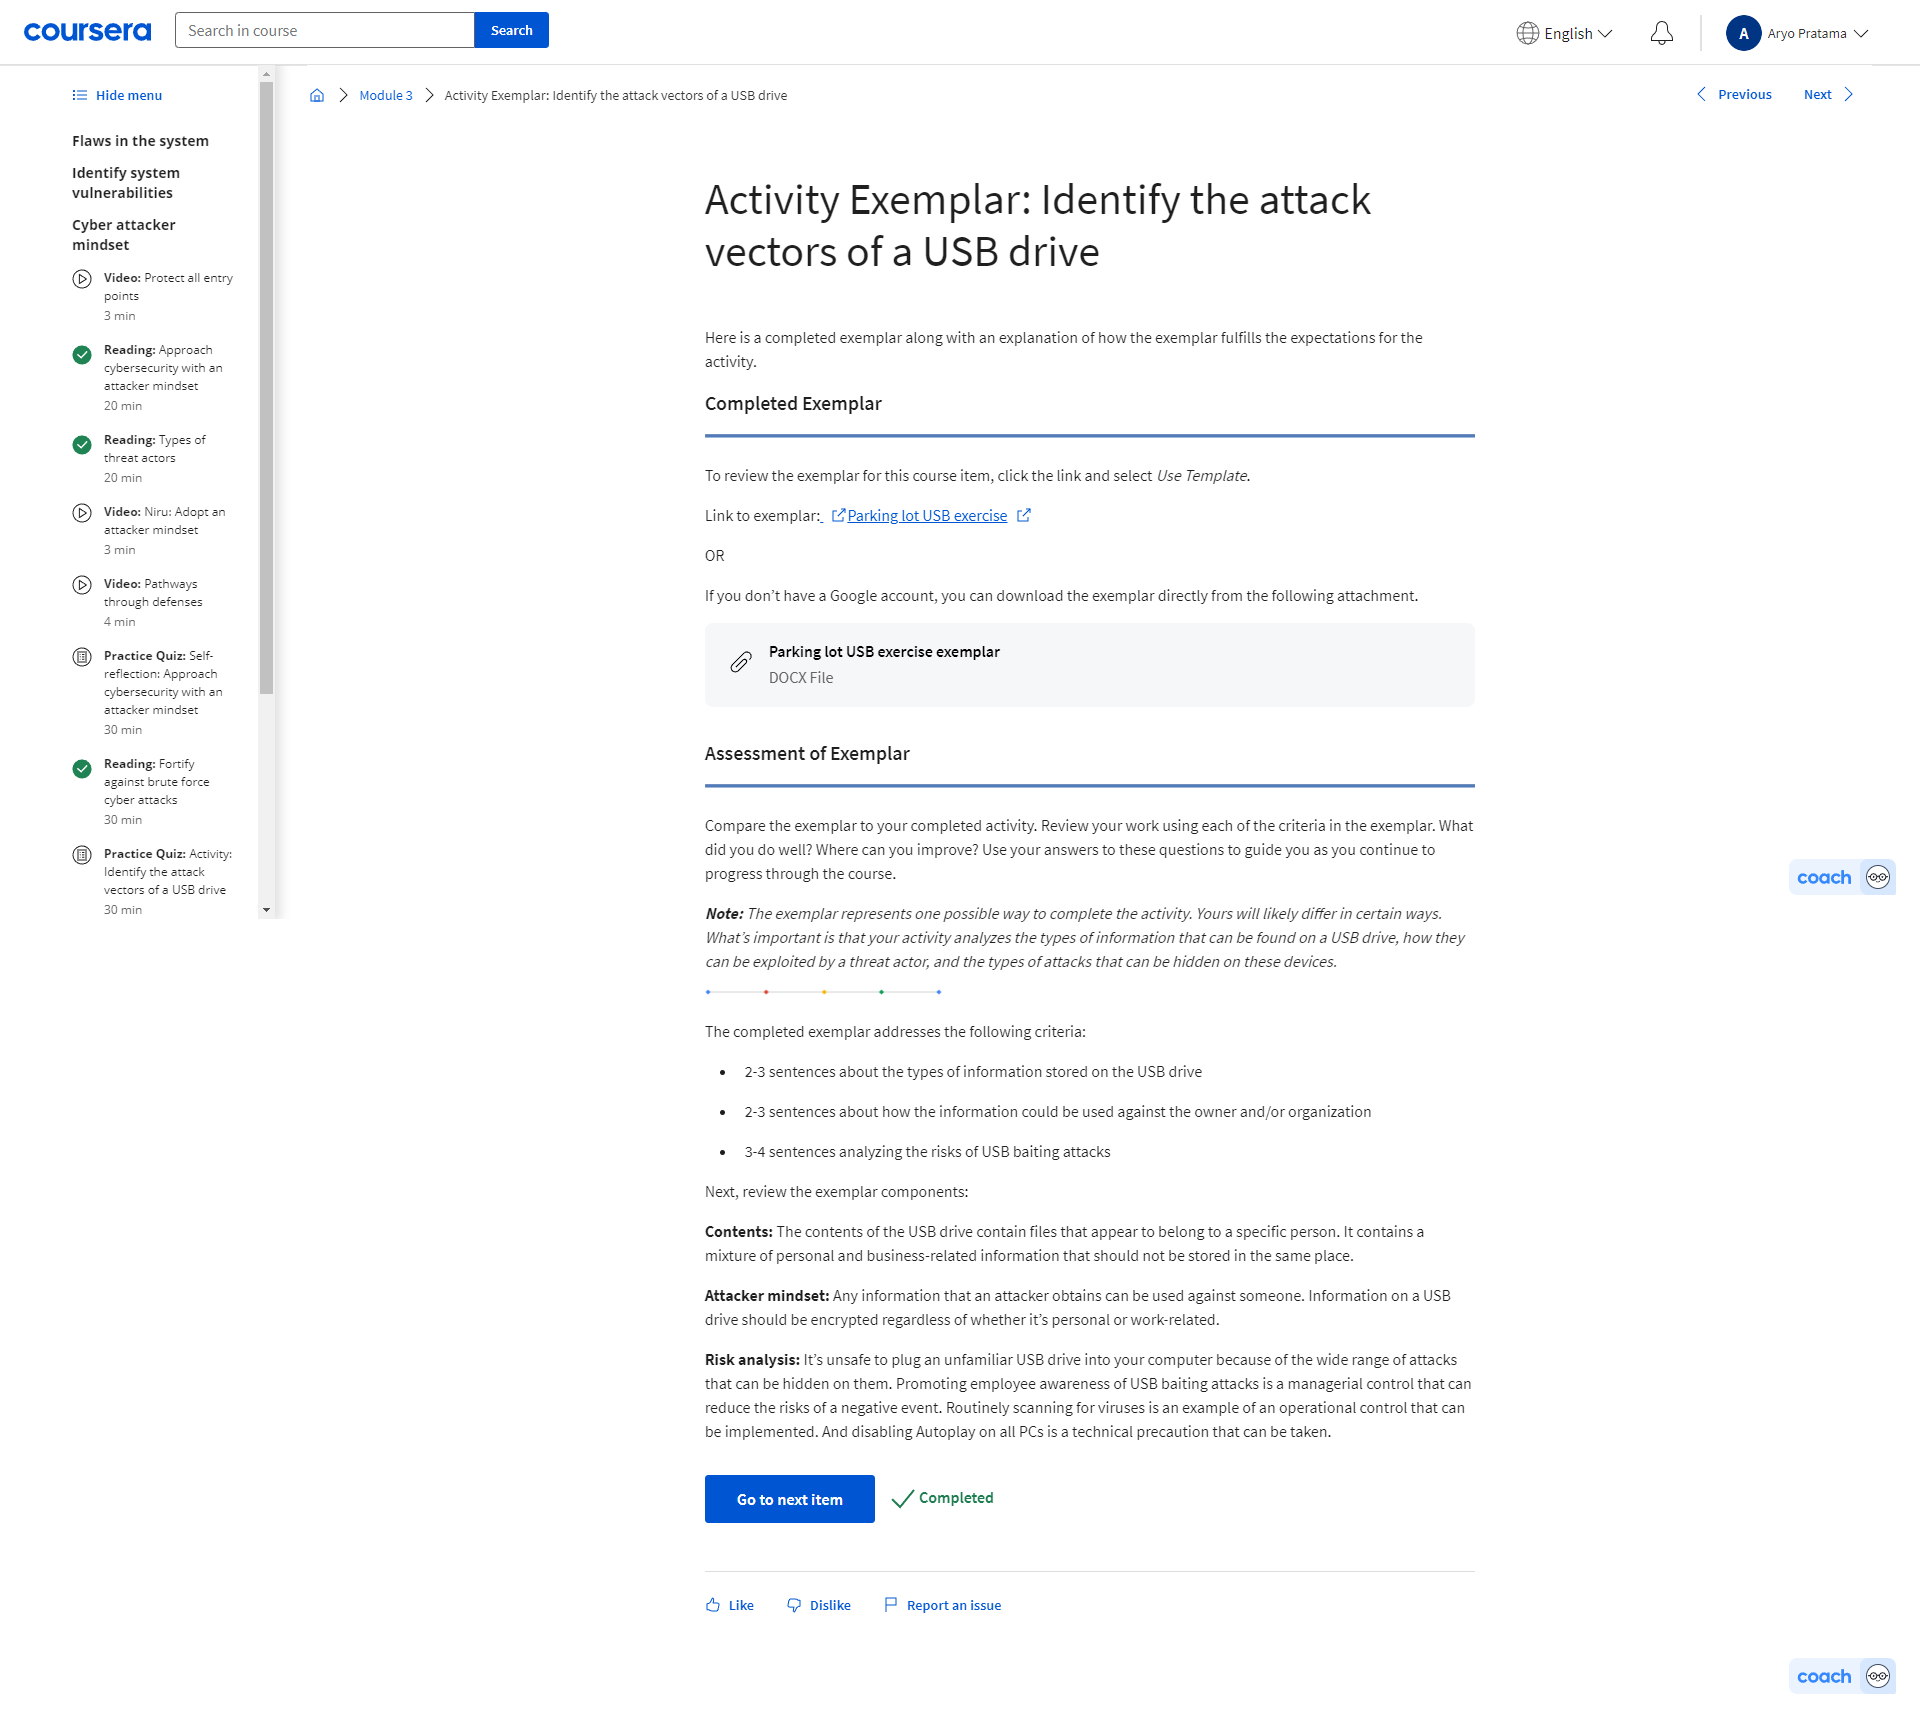 coursera
Search in course
Search
English
A
Aryo Pratama
Hide menu
Flaws in the system
Identify system
vulnerabilities
Cyber attacker
mindset
Video: Protect all entry
points
3 min
Reading: Approach
cybersecurity with an
attacker mindset
20 min
Reading: Types of
threat actors
20 min
Video: Niru: Adopt an
attacker mindset
3 min
Video: Pathways
through defenses
4 min
Practice Quiz: Self-
reflection: Approach
cybersecurity with an
attacker mindset
30 min
Reading: Fortify
against brute force
cyber attacks
30 min
Practice Quiz: Activity:
Identify the attack
vectors of a USB drive
30 min
Module 3
Activity Exemplar: Identify the attack vectors of a USB drive
Previous
Next
Activity Exemplar: Identify the attack
vectors of a USB drive
Here is a completed exemplar along with an explanation of how the exemplar fulfills the expectations for the
activity.
Completed Exemplar
To review the exemplar for this course item, click the link and select Use Template.
Link to exemplar: Parking lot USB exercise
OR
If you don’t have a Google account, you can download the exemplar directly from the following attachment.
Parking lot USB exercise exemplar
DOCX File
Assessment of Exemplar
Compare the exemplar to your completed activity. Review your work using each of the criteria in the exemplar. What
did you do well? Where can you improve? Use your answers to these questions to guide you as you continue to
progress through the course.
Note: The exemplar represents one possible way to complete the activity. Yours will likely differ in certain ways.
What’s important is that your activity analyzes the types of information that can be found on a USB drive, how they
can be exploited by a threat actor, and the types of attacks that can be hidden on these devices.
The completed exemplar addresses the following criteria:
• 2-3 sentences about the types of information stored on the USB drive
• 2-3 sentences about how the information could be used against the owner and/or organization
• 3-4 sentences analyzing the risks of USB baiting attacks
Next, review the exemplar components:
Contents: The contents of the USB drive contain files that appear to belong to a specific person. It contains a
mixture of personal and business-related information that should not be stored in the same place.
Attacker mindset: Any information that an attacker obtains can be used against someone. Information on a USB
drive should be encrypted regardless of whether it’s personal or work-related.
Risk analysis: It’s unsafe to plug an unfamiliar USB drive into your computer because of the wide range of attacks
that can be hidden on them. Promoting employee awareness of USB baiting attacks is a managerial control that can
reduce the risks of a negative event. Routinely scanning for viruses is an example of an operational control that can
be implemented. And disabling Autoplay on all PCs is a technical precaution that can be taken.
Go to next item
Completed
Like
Dislike
Report an issue
coach
coach